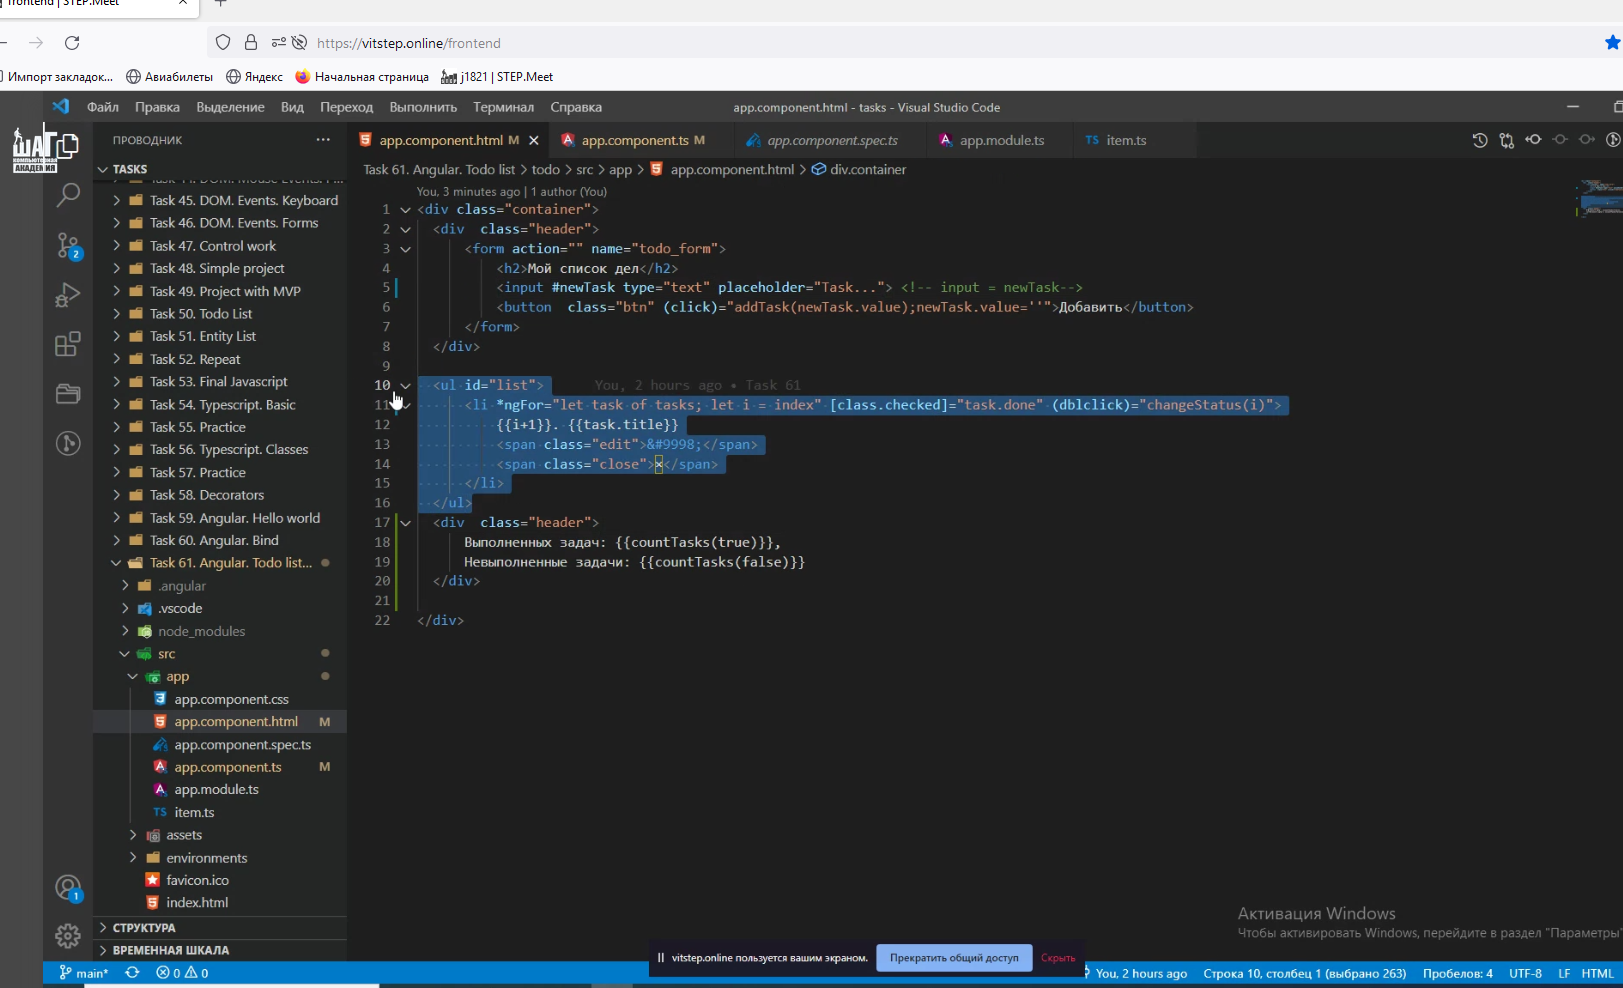 frontend | STEP.Meet
https://vitstep.online/frontend
Импорт закладок... Авиабилеты Яндекс Начальная страница j1821 | STEP.Meet
Файл Правка Выделение Вид Переход Выполнить Терминал Справка app.component.html - tasks - Visual Studio Code
ШАГ
КОМПЬЮТЕРНАЯ
АКАДЕМИЯ
ПРОВОДНИК
TASKS
Task 45. DOM. Events. Keyboard
Task 46. DOM. Events. Forms
Task 47. Control work
Task 48. Simple project
Task 49. Project with MVP
Task 50. Todo List
Task 51. Entity List
Task 52. Repeat
Task 53. Final Javascript
Task 54. Typescript. Basic
Task 55. Practice
Task 56. Typescript. Classes
Task 57. Practice
Task 58. Decorators
Task 59. Angular. Hello world
Task 60. Angular. Bind
Task 61. Angular. Todo list...
.angular
.vscode
node_modules
src
app
app.component.css
app.component.html M
app.component.spec.ts
app.component.ts M
app.module.ts
item.ts
assets
environments
favicon.ico
index.html
СТРУКТУРА
ВРЕМЕННАЯ ШКАЛА
2
1
app.component.html M app.component.ts M app.component.spec.ts app.module.ts TS item.ts
Task 61. Angular. Todo list > todo > src > app > app.component.html > div.container
You, 3 minutes ago | 1 author (You)
1 <div class="container">
2 <div class="header">
3 <form action="" name="todo_form">
4 <h2>Мой список дел</h2>
5 <input #newTask type="text" placeholder="Task..."> <!-- input = newTask-->
6 <button class="btn" (click)="addTask(newTask.value);newTask.value=''">Добавить</button>
7 </form>
8 </div>
9
10 <ul id="list"> You, 2 hours ago • Task 61
11 <li *ngFor="let task of tasks; let i = index" [class.checked]="task.done" (dblclick)="changeStatus(i)">
12 {{i+1}}. {{task.title}}
13 <span class="edit">&#9998;</span>
14 <span class="close">×</span>
15 </li>
16 </ul>
17 <div class="header">
18 Выполненных задач: {{countTasks(true)}},
19 Невыполненные задачи: {{countTasks(false)}}
20 </div>
21
22 </div>
Активация Windows
Чтобы активировать Windows, перейдите в раздел "Параметры"
vitstep.online пользуется вашим экраном. Прекратить общий доступ Скрыть
main* 0 0 You, 2 hours ago Строка 10, столбец 1 (выбрано 263) Пробелов: 4 UTF-8 LF HTML